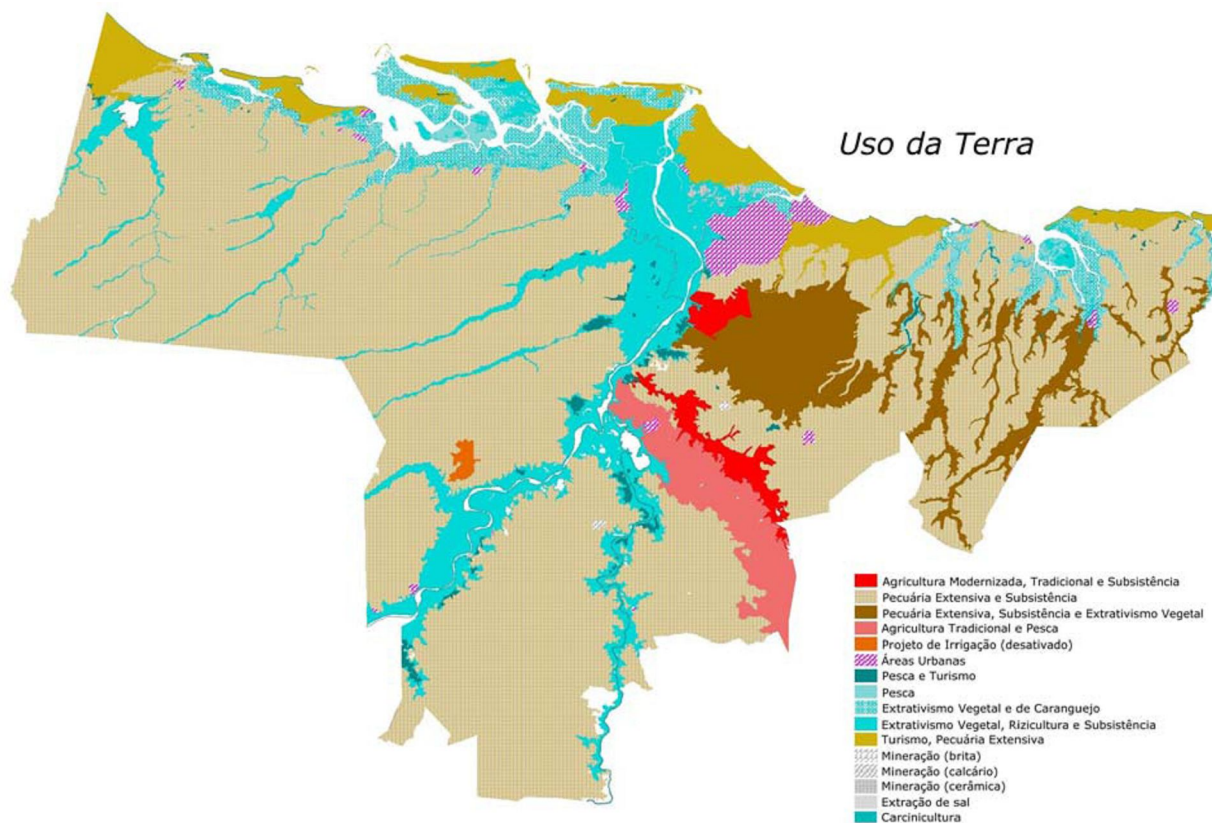 Uso da Terra
Agricultura Modernizada, Tradicional e Subsistência
Pecuária Extensiva e Subsistência
Pecuária Extensiva, Subsistência e Extrativismo Vegetal
Agricultura Tradicional e Pesca
Projeto de Irrigação (desativado)
Áreas Urbanas
Pesca e Turismo
Pesca
Extrativismo Vegetal e de Caranguejo
Extrativismo Vegetal, Rizicultura e Subsistência
Turismo, Pecuária Extensiva
Mineração (brita)
Mineração (calcário)
Mineração (cerâmica)
Extração de sal
Carcinicultura